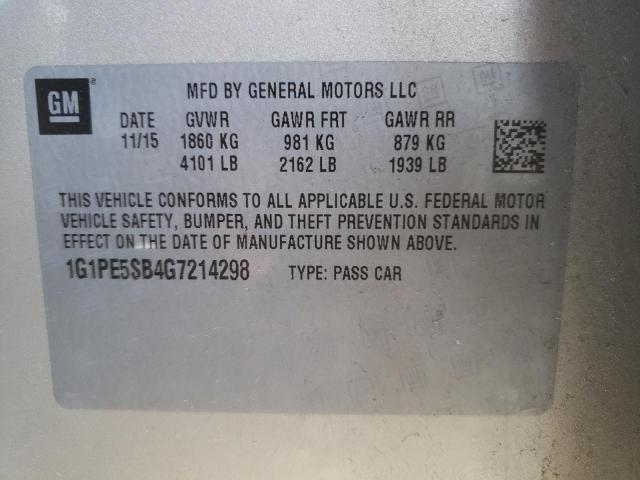 GM®
MFD BY GENERAL MOTORS LLC
DATE GVWR GAWR FRT GAWR RR
11/15 1860 KG 981 KG 879 KG
4101 LB 2162 LB 1939 LB
THIS VEHICLE CONFORMS TO ALL APPLICABLE U.S. FEDERAL MOTOR
VEHICLE SAFETY, BUMPER, AND THEFT PREVENTION STANDARDS IN
EFFECT ON THE DATE OF MANUFACTURE SHOWN ABOVE.
1G1PE5SB4G7214298 TYPE: PASS CAR